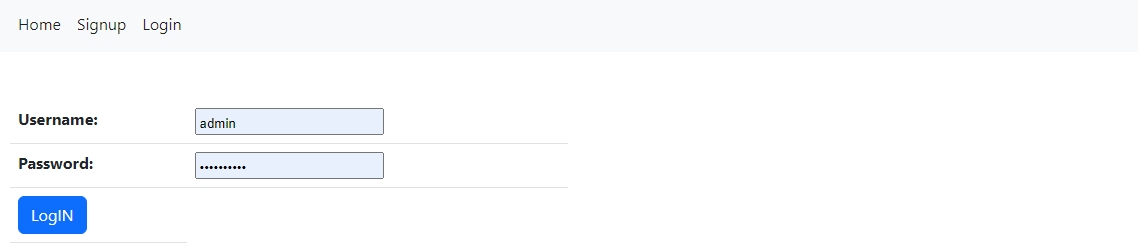 Home Signup Login
Username: admin
Password: ••••••••••
LogIN